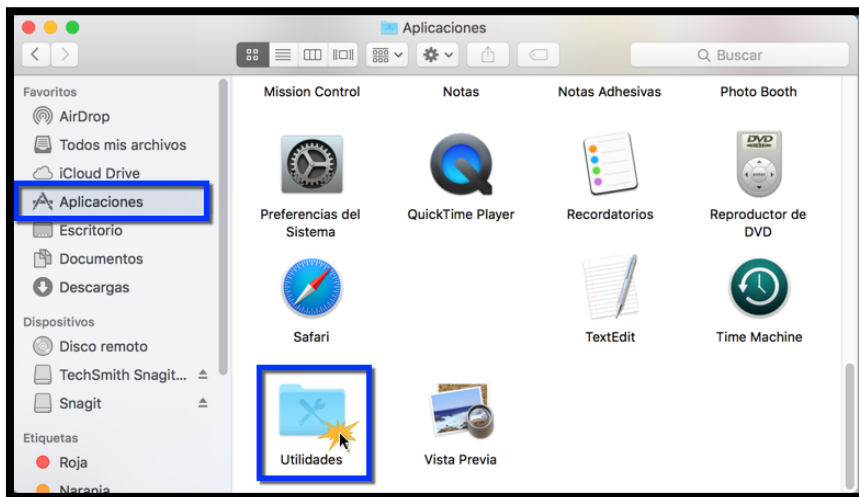 Aplicaciones
Buscar
Favoritos
AirDrop
Todos mis archivos
iCloud Drive
Aplicaciones
Escritorio
Documentos
Descargas
Dispositivos
Disco remoto
TechSmith Snagit...
Snagit
Etiquetas
Roja
Naranja
Mission Control
Notas
Notas Adhesivas
Photo Booth
Preferencias del
Sistema
QuickTime Player
Recordatorios
DVD
Reproductor de
DVD
Safari
TextEdit
Time Machine
Utilidades
Vista Previa